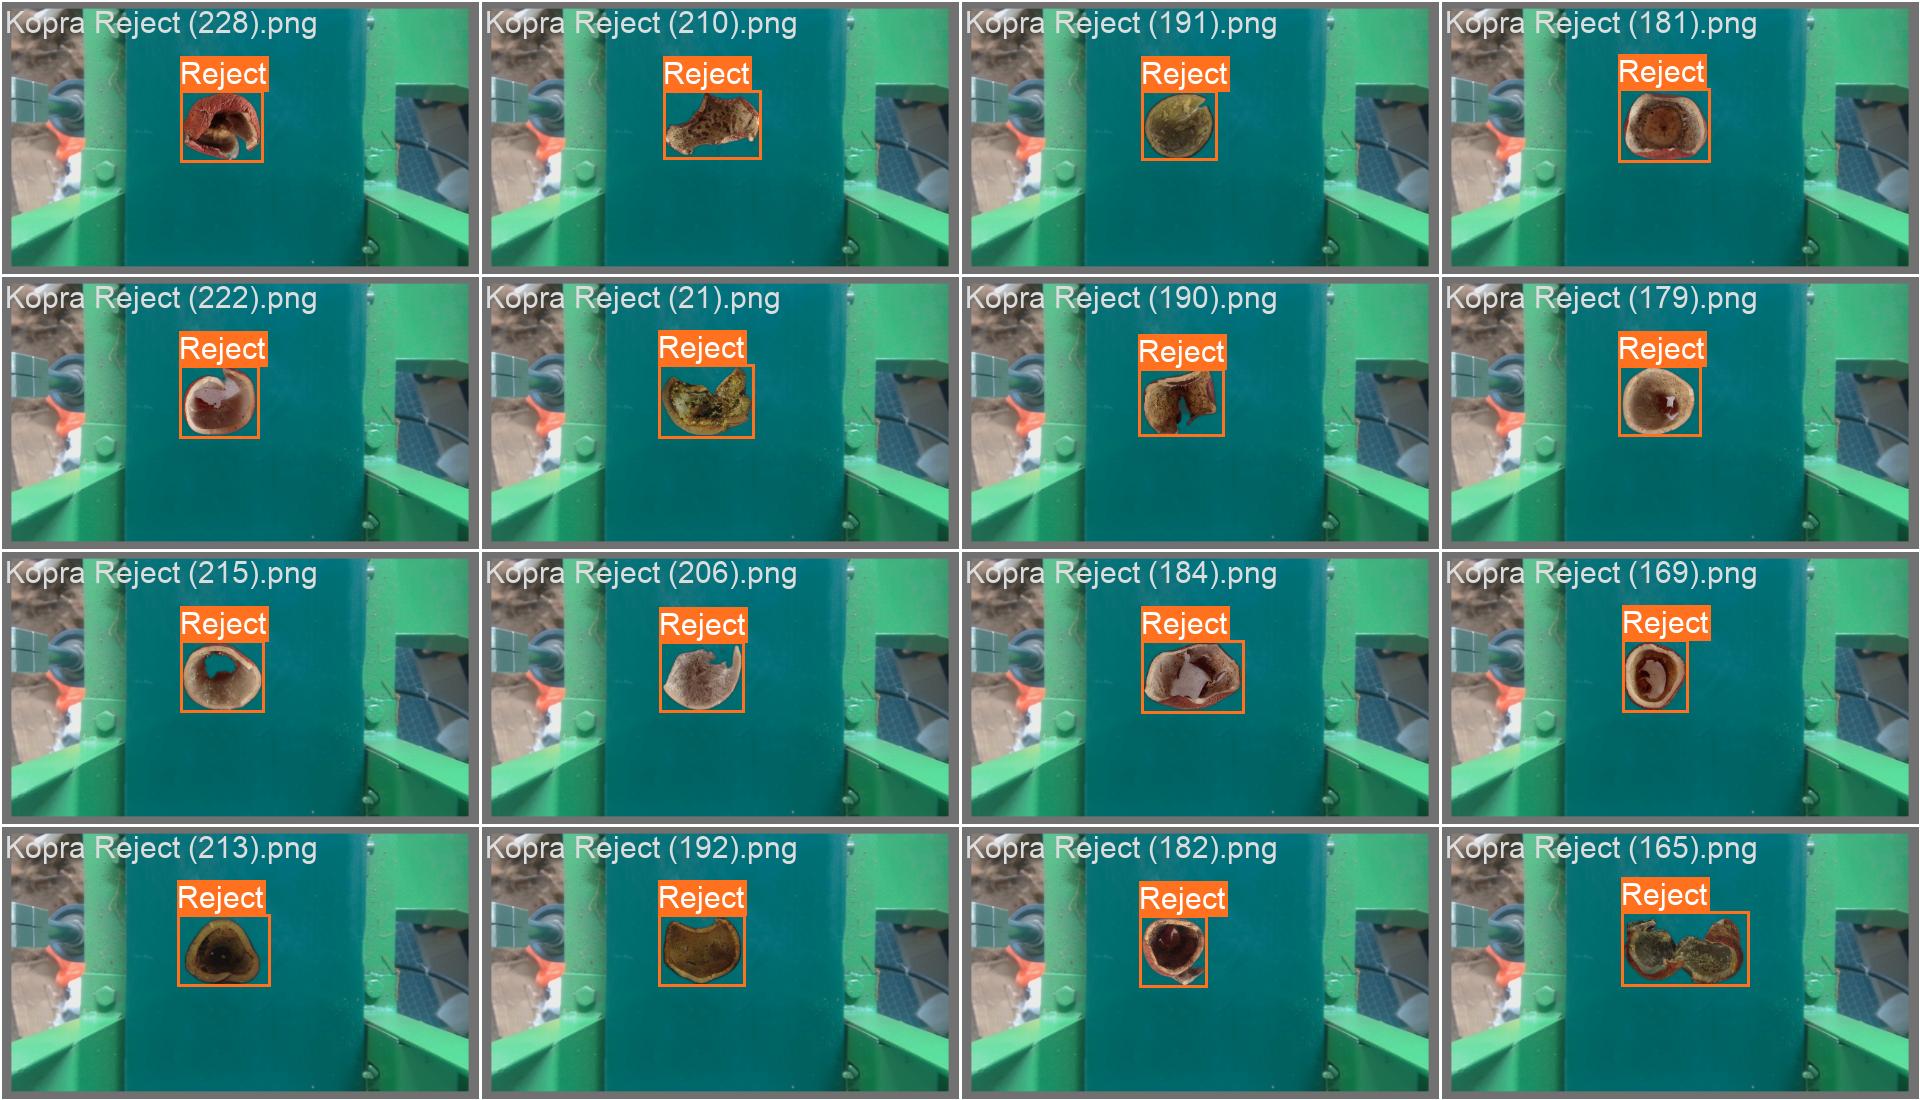 Kopra Reject (228).png
Reject
Kopra Reject (210).png
Reject
Kopra Reject (191).png
Reject
Kopra Reject (181).png
Reject
Kopra Reject (222).png
Reject
Kopra Reject (21).png
Reject
Kopra Reject (190).png
Reject
Kopra Reject (179).png
Reject
Kopra Reject (215).png
Reject
Kopra Reject (206).png
Reject
Kopra Reject (184).png
Reject
Kopra Reject (169).png
Reject
Kopra Reject (213).png
Reject
Kopra Reject (192).png
Reject
Kopra Reject (182).png
Reject
Kopra Reject (165).png
Reject